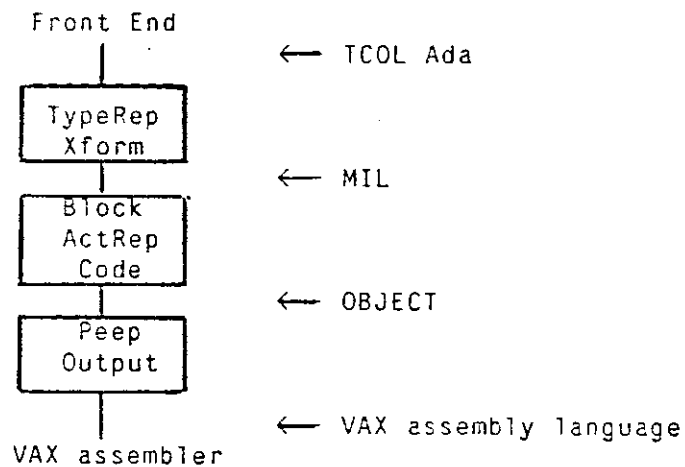 Front End
← TCOL Ada
TypeRep
Xform
← MIL
Block
ActRep
Code
← OBJECT
Peep
Output
← VAX assembly language
VAX assembler